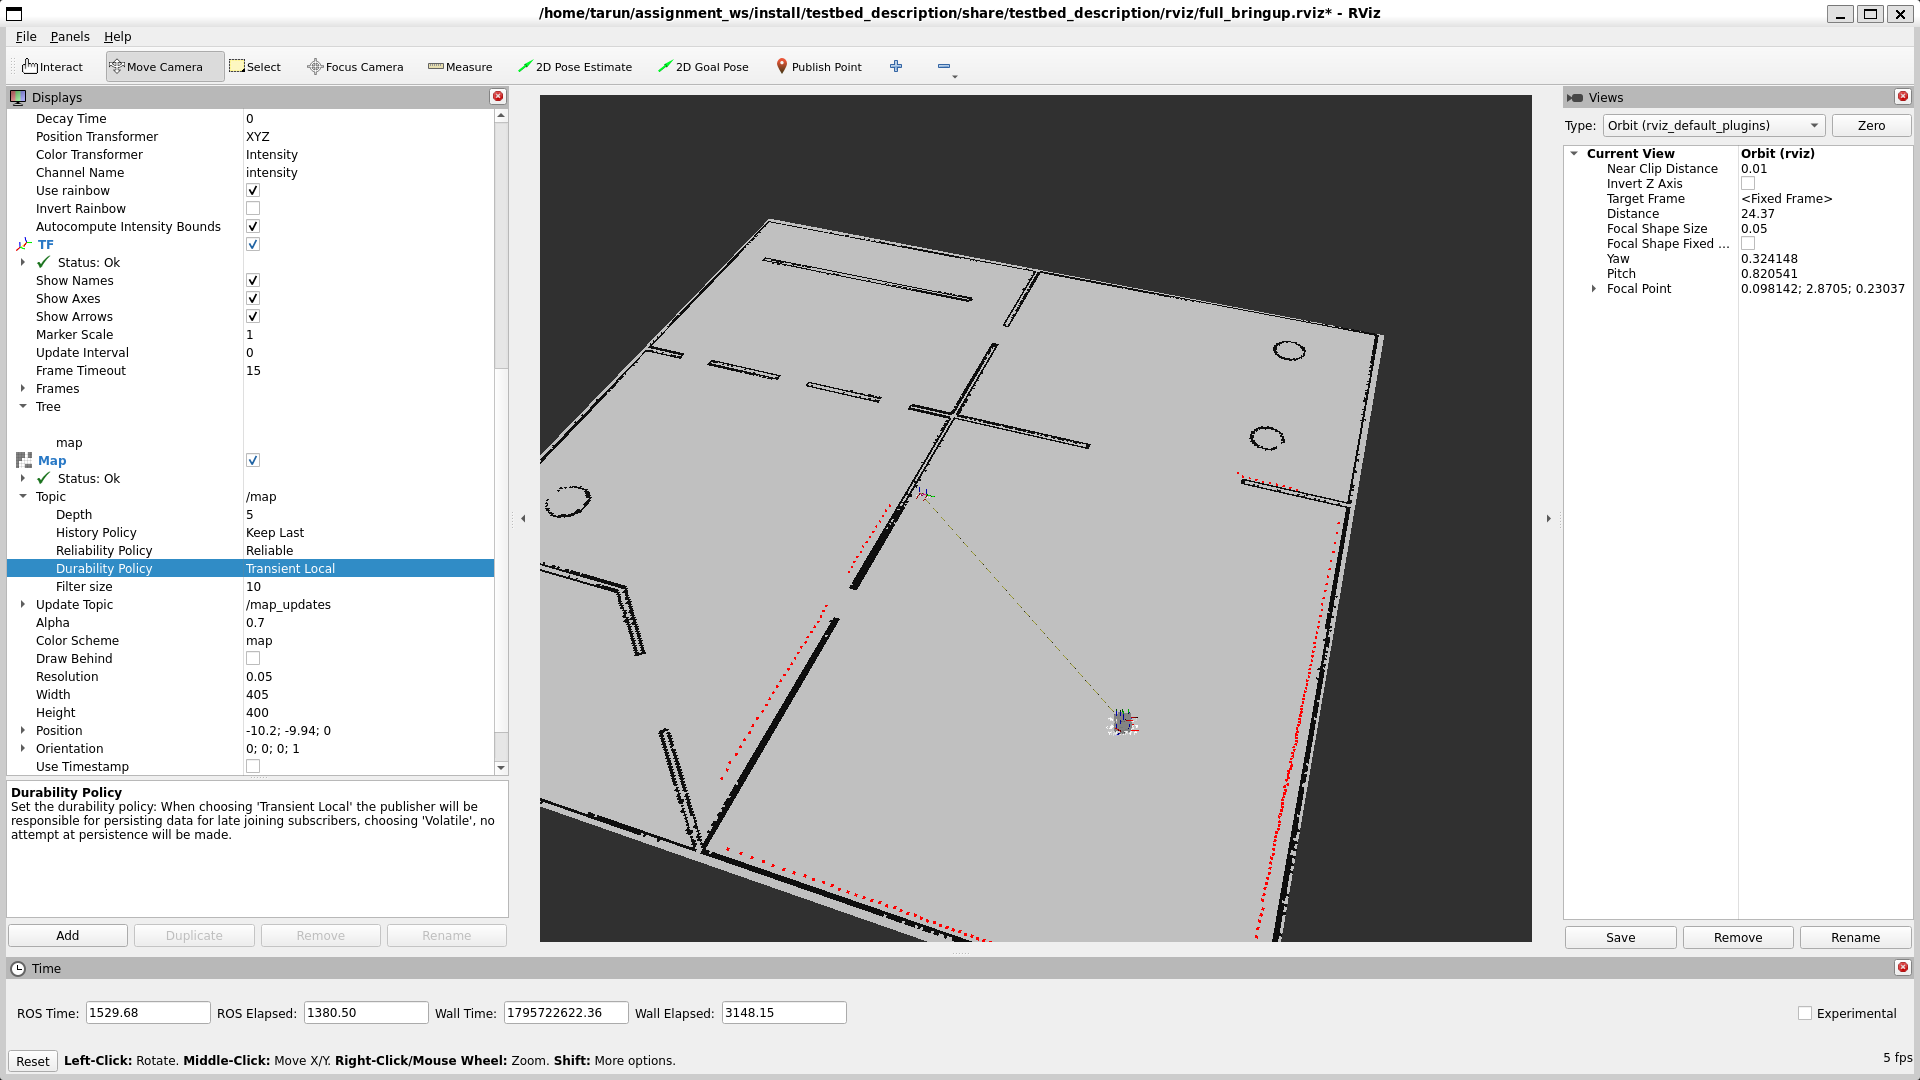 /home/tarun/assignment_ws/install/testbed_description/share/testbed_description/rviz/full_bringup.rviz* - RViz
File Panels Help
Interact Move Camera Select Focus Camera Measure 2D Pose Estimate 2D Goal Pose Publish Point
Displays
Decay Time 0
Position Transformer XYZ
Color Transformer Intensity
Channel Name intensity
Use rainbow
Invert Rainbow
Autocompute Intensity Bounds
TF
Status: Ok
Show Names
Show Axes
Show Arrows
Marker Scale 1
Update Interval 0
Frame Timeout 15
Frames
Tree
map
Map
Status: Ok
Topic /map
Depth 5
History Policy Keep Last
Reliability Policy Reliable
Durability Policy Transient Local
Filter size 10
Update Topic /map_updates
Alpha 0.7
Color Scheme map
Draw Behind
Resolution 0.05
Width 405
Height 400
Position -10.2; -9.94; 0
Orientation 0; 0; 0; 1
Use Timestamp
Durability Policy
Set the durability policy: When choosing 'Transient Local' the publisher will be
responsible for persisting data for late joining subscribers, choosing 'Volatile', no
attempt at persistence will be made.
Add Duplicate Remove Rename
Views
Type: Orbit (rviz_default_plugins) Zero
Current View Orbit (rviz)
Near Clip Distance 0.01
Invert Z Axis
Target Frame <Fixed Frame>
Distance 24.37
Focal Shape Size 0.05
Focal Shape Fixed ...
Yaw 0.324148
Pitch 0.820541
Focal Point 0.098142; 2.8705; 0.23037
Save Remove Rename
Time
ROS Time: 1529.68 ROS Elapsed: 1380.50 Wall Time: 1795722622.36 Wall Elapsed: 3148.15 Experimental
Reset Left-Click: Rotate. Middle-Click: Move X/Y. Right-Click/Mouse Wheel: Zoom. Shift: More options. 5 fps